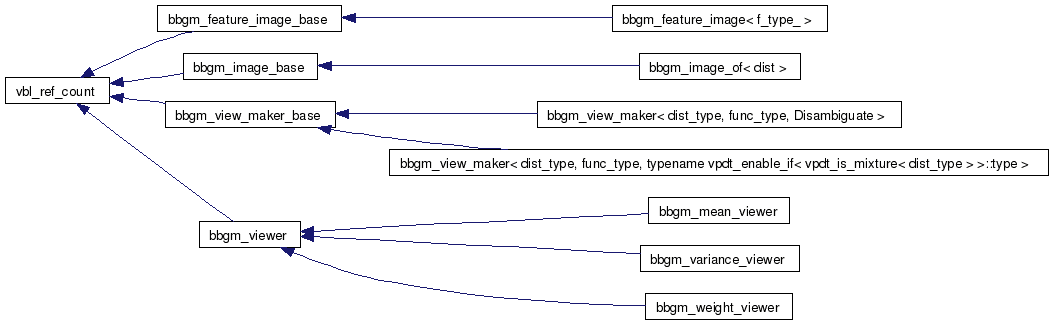 bbgm_feature_image_base
bbgm_feature_image< f_type_ >
bbgm_image_base
bbgm_image_of< dist >
vbl_ref_count
bbgm_view_maker_base
bbgm_view_maker< dist_type, func_type, Disambiguate >
bbgm_view_maker< dist_type, func_type, typename vpdt_enable_if< vpdt_is_mixture< dist_type > >::type >
bbgm_mean_viewer
bbgm_viewer
bbgm_variance_viewer
bbgm_weight_viewer